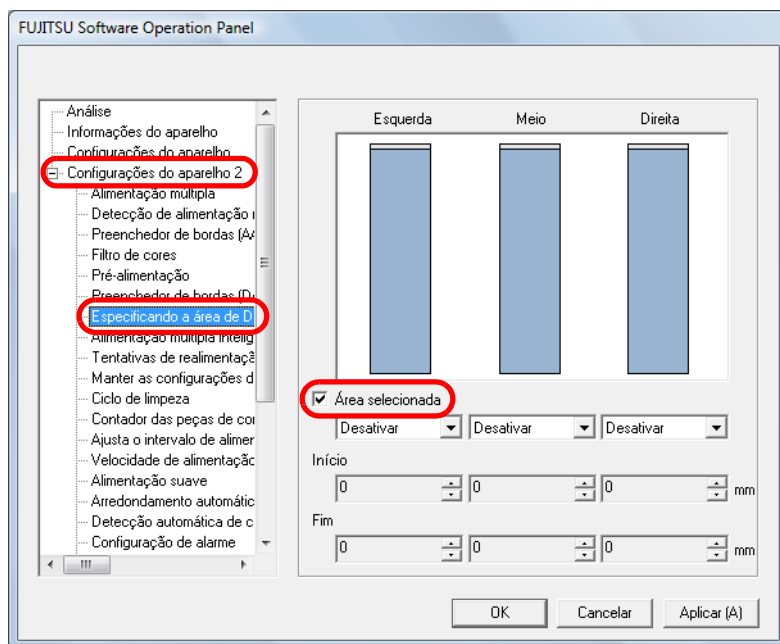 FUJITSU Software Operation Panel
Análise
Informações do aparelho
Configurações do aparelho
Configurações do aparelho 2
Alimentação múltipla
Detecção de alimentação
Preenchedor de bordas (A
Filtro de cores
Pré-alimentação
Preenchedor de bordas (D
Especificando a área de D
Alimentação múltipla intelig
Tentativas de realimentaçã
Manter as configurações d
Ciclo de limpeza
Contador das peças de co
Ajusta o intervalo de alimer
Velocidade de alimentação
Alimentação suave
Arredondamento automátic
Detecção automática de c
Configuração de alarme
Esquerda Meio Direita
Área selecionada
Desativar Desativar Desativar
Início
0 0 0 mm
Fim
0 0 0 mm
OK Cancelar Aplicar (A)